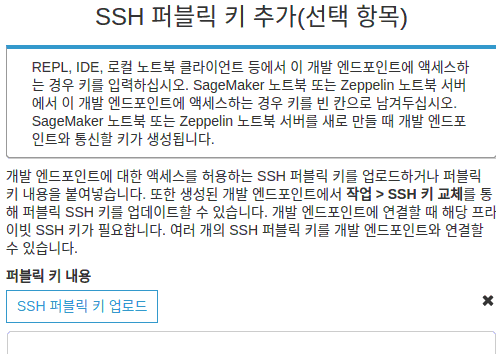 SSH 퍼블릭 키 추가(선택 항목)
REPL, IDE, 로컬 노트북 클라이언트 등에서 이 개발 엔드포인트에 액세스하
는 경우 키를 입력하십시오. SageMaker 노트북 또는 Zeppelin 노트북 서버
에서 이 개발 엔드포인트에 액세스하는 경우 키를 빈 칸으로 남겨두십시오.
SageMaker 노트북 또는 Zeppelin 노트북 서버를 새로 만들 때 개발 엔드포
인트와 통신할 키가 생성됩니다.
개발 엔드포인트에 대한 액세스를 허용하는 SSH 퍼블릭 키를 업로드하거나 퍼블릭
키 내용을 붙여넣습니다. 또한 생성된 개발 엔드포인트에서 작업 > SSH 키 교체를 통
해 퍼블릭 SSH 키를 업데이트할 수 있습니다. 개발 엔드포인트에 연결할 때 해당 프라
이빗 SSH 키가 필요합니다. 여러 개의 SSH 퍼블릭 키를 개발 엔드포인트와 연결할
수 있습니다.
퍼블릭 키 내용
SSH 퍼블릭 키 업로드